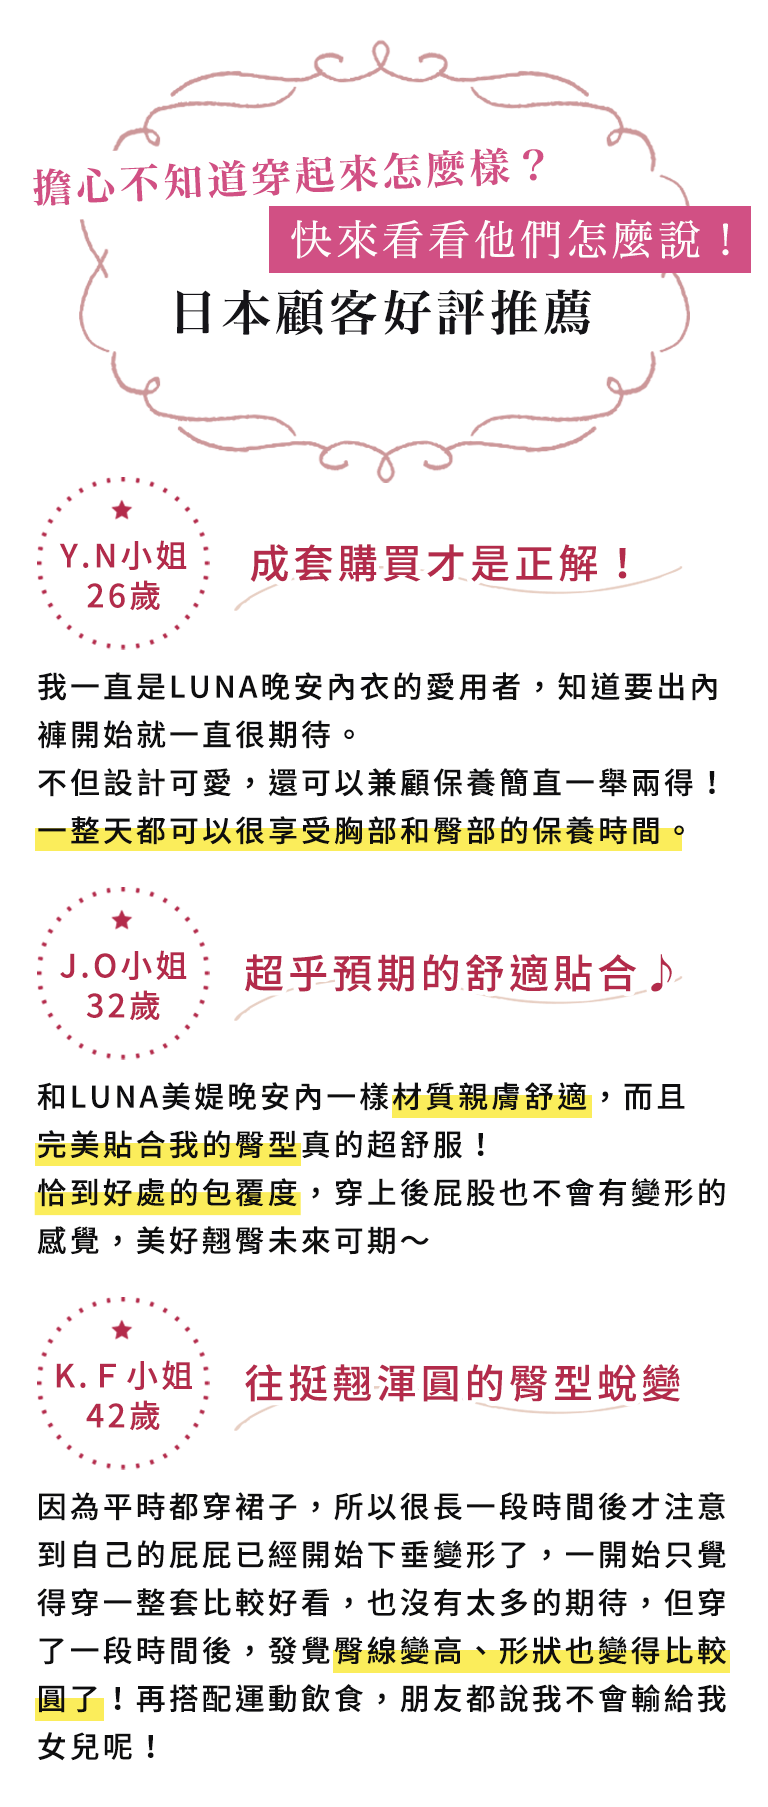 擔心不知道穿起來怎麼樣？
快來看看他們怎麼說！
日本顧客好評推薦
Y.N小姐
26歲
成套購買才是正解！
我一直是LUNA晚安內衣的愛用者，知道要出內
褲開始就一直很期待。
不但設計可愛，還可以兼顧保養簡直一舉兩得！
一整天都可以很享受胸部和臀部的保養時間。
J.O小姐
32歲
超乎預期的舒適貼合♪
和LUNA美媞晚安內一樣材質親膚舒適，而且
完美貼合我的臀型真的超舒服！
恰到好處的包覆度，穿上後屁股也不會有變形的
感覺，美好翹臀未來可期～
K.Ｆ小姐
42歲
往挺翹渾圓的臀型蛻變
因為平時都穿裙子，所以很長一段時間後才注意
到自己的屁屁已經開始下垂變形了，一開始只覺
得穿一整套比較好看，也沒有太多的期待，但穿
了一段時間後，發覺臀線變高、形狀也變得比較
圓了！再搭配運動飲食，朋友都說我不會輸給我
女兒呢！